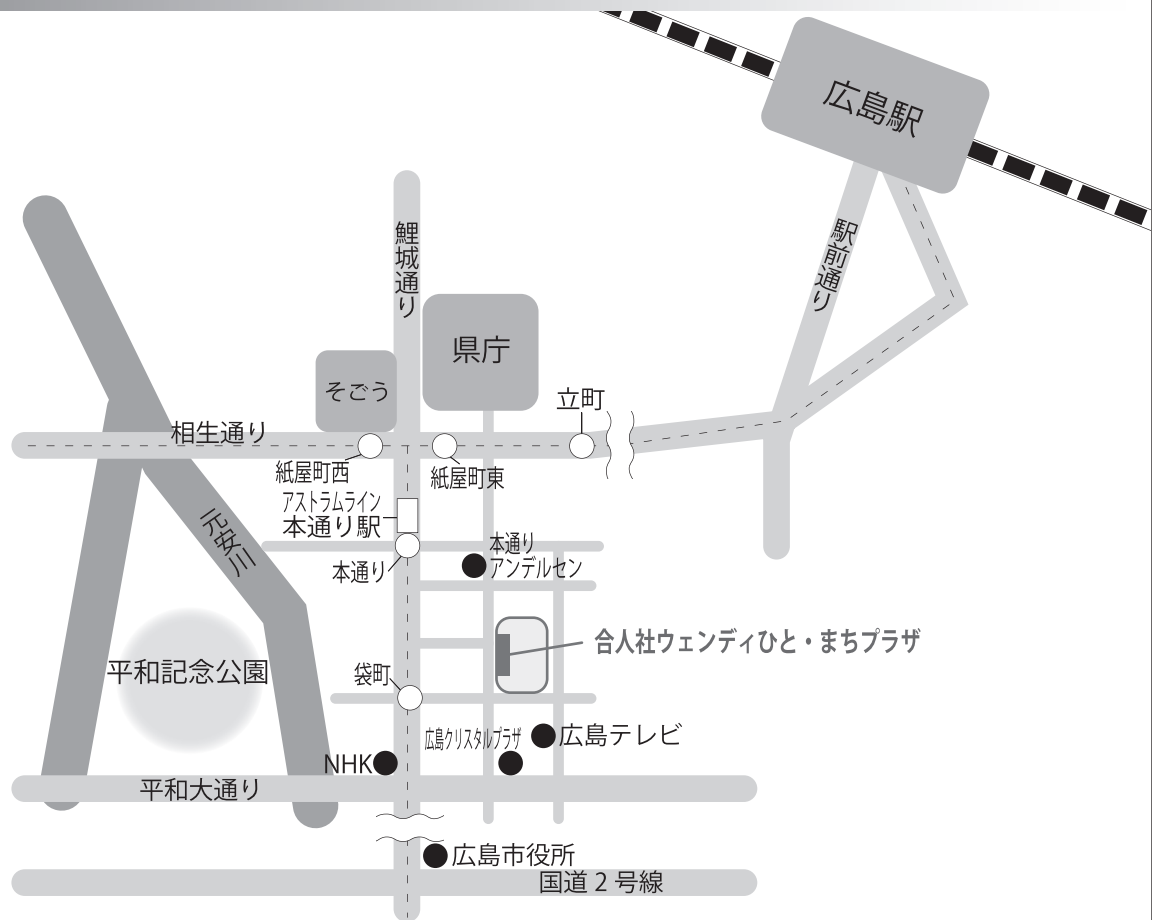 広島駅
駅前通り
鯉城通り
県庁
そごう
立町
相生通り
紙屋町西
紙屋町東
アストラムライン
本通り駅
元安川
本通り
アンデルセン
本通り
合人社ウェンディひと・まちプラザ
平和記念公園
袋町
広島クリスタルプラザ
広島テレビ
NHK
平和大通り
広島市役所
国道2号線